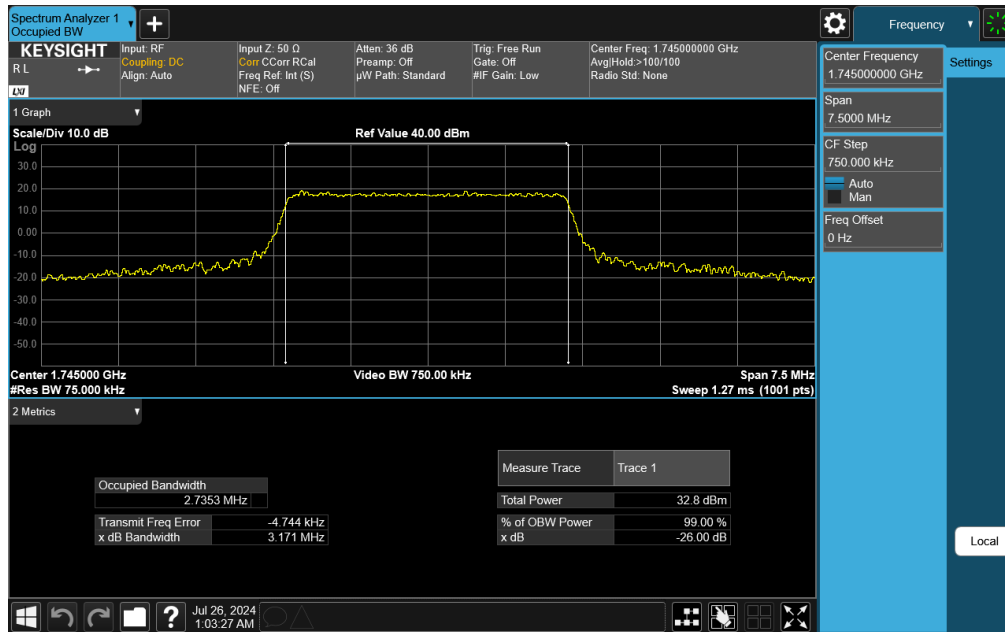 Spectrum Analyzer 1
Occupied BW
+
Frequency
KEYSIGHT
R L
LXI
Input: RF
Coupling: DC
Align: Auto
Input Z: 50 Ω
Corr CCorr RCal
Freq Ref: Int (S)
NFE: Off
Atten: 36 dB
Preamp: Off
µW Path: Standard
Trig: Free Run
Gate: Off
#IF Gain: Low
Center Freq: 1.745000000 GHz
Avg|Hold:>100/100
Radio Std: None
Center Frequency
1.745000000 GHz
Settings
Span
7.5000 MHz
CF Step
750.000 kHz
Auto
Man
Freq Offset
0 Hz
Local
1 Graph
Scale/Div 10.0 dB
Ref Value 40.00 dBm
Log
30.0
20.0
10.0
0.00
-10.0
-20.0
-30.0
-40.0
-50.0
Center 1.745000 GHz
Video BW 750.00 kHz
Span 7.5 MHz
#Res BW 75.000 kHz
Sweep 1.27 ms (1001 pts)
2 Metrics
Occupied Bandwidth
2.7353 MHz
Transmit Freq Error -4.744 kHz
x dB Bandwidth 3.171 MHz
Measure Trace Trace 1
Total Power 32.8 dBm
% of OBW Power 99.00 %
x dB -26.00 dB
?
Jul 26, 2024
1:03:27 AM